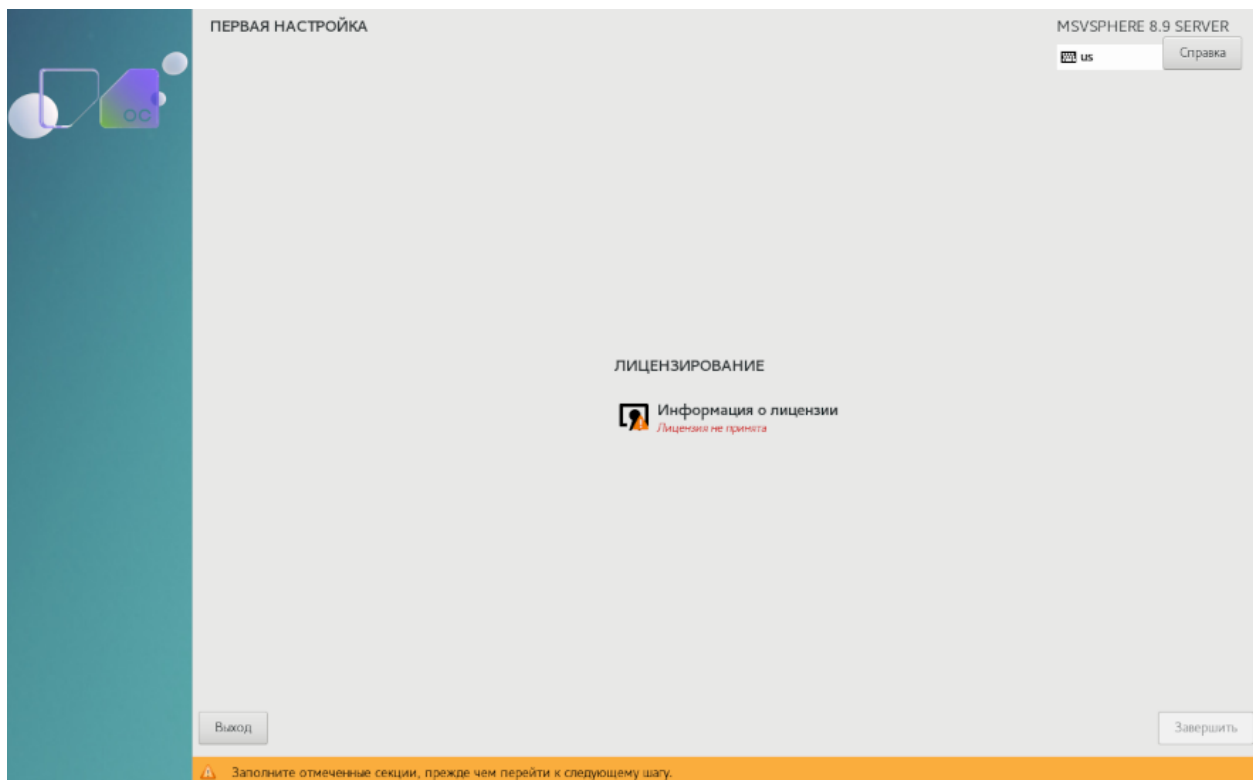 ПЕРВАЯ НАСТРОЙКА
MSVSPHERE 8.9 SERVER
us
Справка
ОС
ЛИЦЕНЗИРОВАНИЕ
Информация о лицензии
Лицензия не принята
Выход
Завершить
Заполните отмеченные секции, прежде чем перейти к следующему шагу.